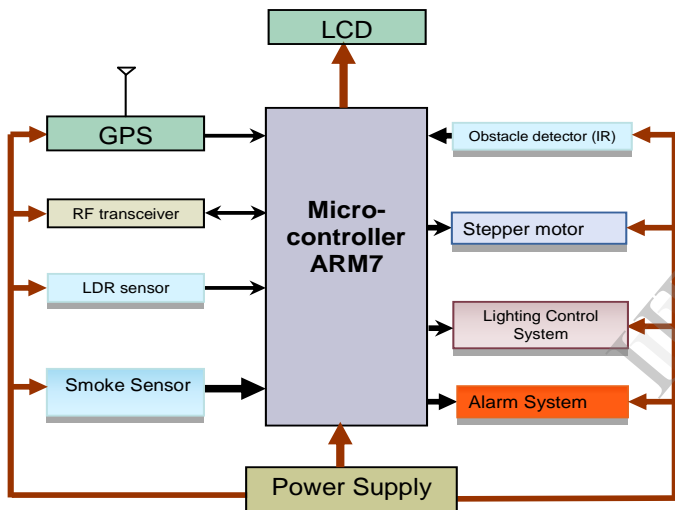 LCD
GPS
Obstacle detector (IR)
RF transceiver
Micro-
controller
ARM7
Stepper motor
LDR sensor
Lighting Control
System
Smoke Sensor
Alarm System
Power Supply